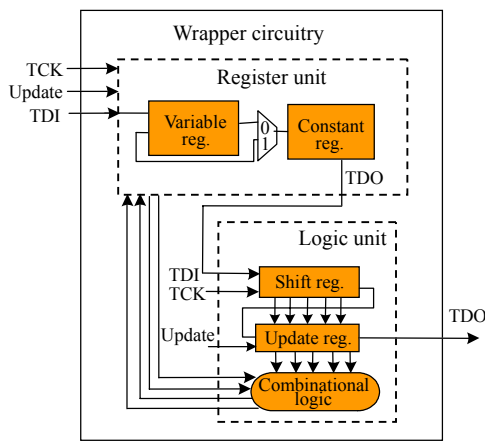 Wrapper circuitry
TCK
Register unit
Update
TDI
Variable
reg.
0
1
Constant
reg.
TDO
Logic unit
TDI
Shift reg.
TCK
TDO
Update
Update reg.
Combinational
logic